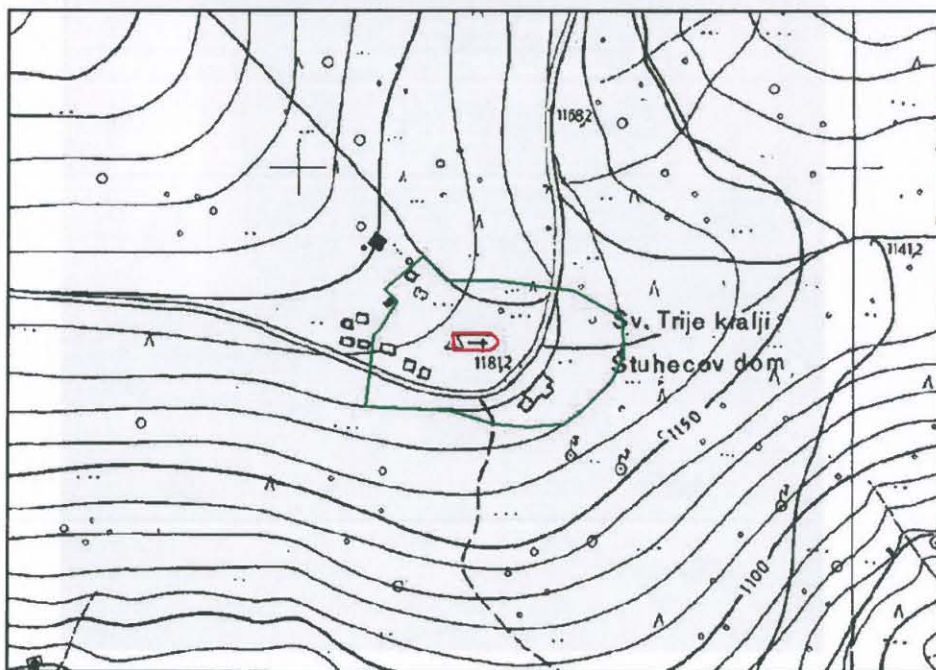 1168,2
1141,2
Sv. Trije kralji
1181,2
Štuhecov dom
1150
1100